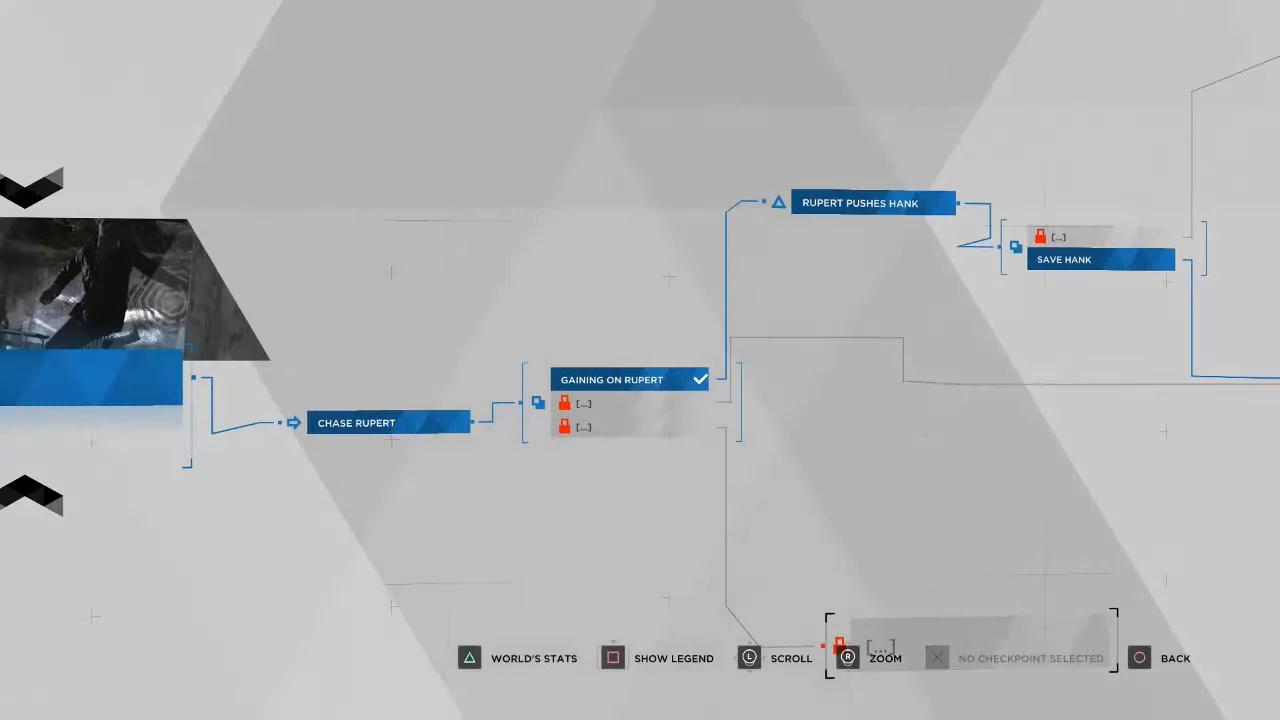 RUPERT PUSHES HANK
[...]
SAVE HANK
GAINING ON RUPERT
[...]
[...]
CHASE RUPERT
[...]
WORLD'S STATS
SHOW LEGEND
L
SCROLL
R
ZOOM
NO CHECKPOINT SELECTED
BACK